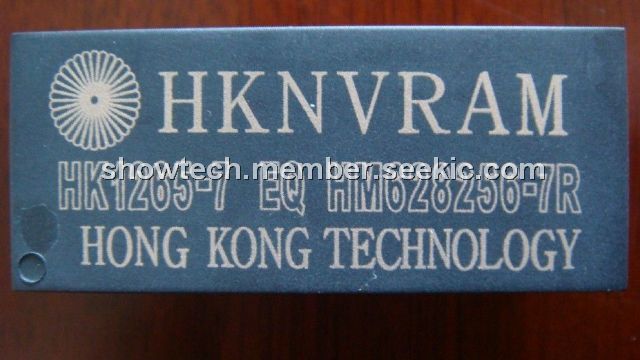 HKNVRAM
showtech.member.seekic.com
HK1265-7 EQ HM628256-7R
HONG KONG TECHNOLOGY